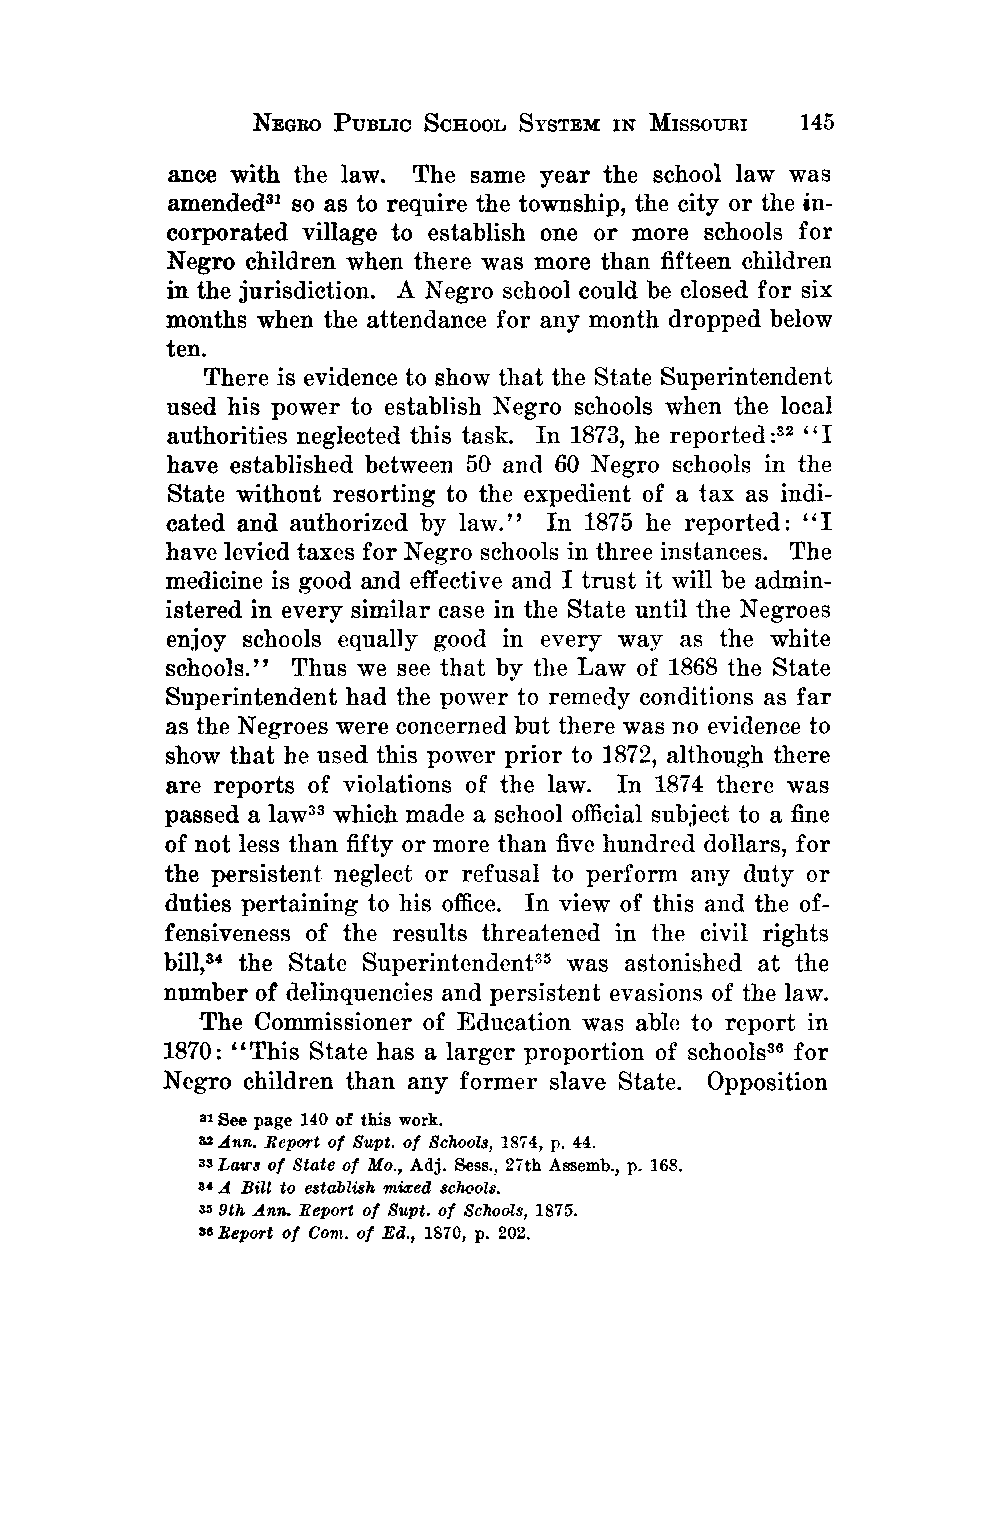 NEGRO PUBLIC SCHOOL SYSTEM IN MISSOURI 145
ance with the law. The same year the school law was
amended³¹ so as to require the township, the city or the in-
corporated village to establish one or more schools for
Negro children when there was more than fifteen children
in the jurisdiction. A Negro school could be closed for six
months when the attendance for any month dropped below
ten.
There is evidence to show that the State Superintendent
used his power to establish Negro schools when the local
authorities neglected this task. In 1873, he reported:³² “I
have established between 50 and 60 Negro schools in the
State without resorting to the expedient of a tax as indi-
cated and authorized by law.” In 1875 he reported: “I
have levied taxes for Negro schools in three instances. The
medicine is good and effective and I trust it will be admin-
istered in every similar case in the State until the Negroes
enjoy schools equally good in every way as the white
schools.” Thus we see that by the Law of 1868 the State
Superintendent had the power to remedy conditions as far
as the Negroes were concerned but there was no evidence to
show that he used this power prior to 1872, although there
are reports of violations of the law. In 1874 there was
passed a law³³ which made a school official subject to a fine
of not less than fifty or more than five hundred dollars, for
the persistent neglect or refusal to perform any duty or
duties pertaining to his office. In view of this and the of-
fensiveness of the results threatened in the civil rights
bill,³⁴ the State Superintendent³⁵ was astonished at the
number of delinquencies and persistent evasions of the law.
The Commissioner of Education was able to report in
1870: “This State has a larger proportion of schools³⁶ for
Negro children than any former slave State. Opposition
³¹ See page 140 of this work.
³² Ann. Report of Supt. of Schools, 1874, p. 44.
³³ Laws of State of Mo., Adj. Sess., 27th Assemb., p. 168.
³⁴ A Bill to establish mixed schools.
³⁵ 9th Ann. Report of Supt. of Schools, 1875.
³⁶ Report of Com. of Ed., 1870, p. 202.